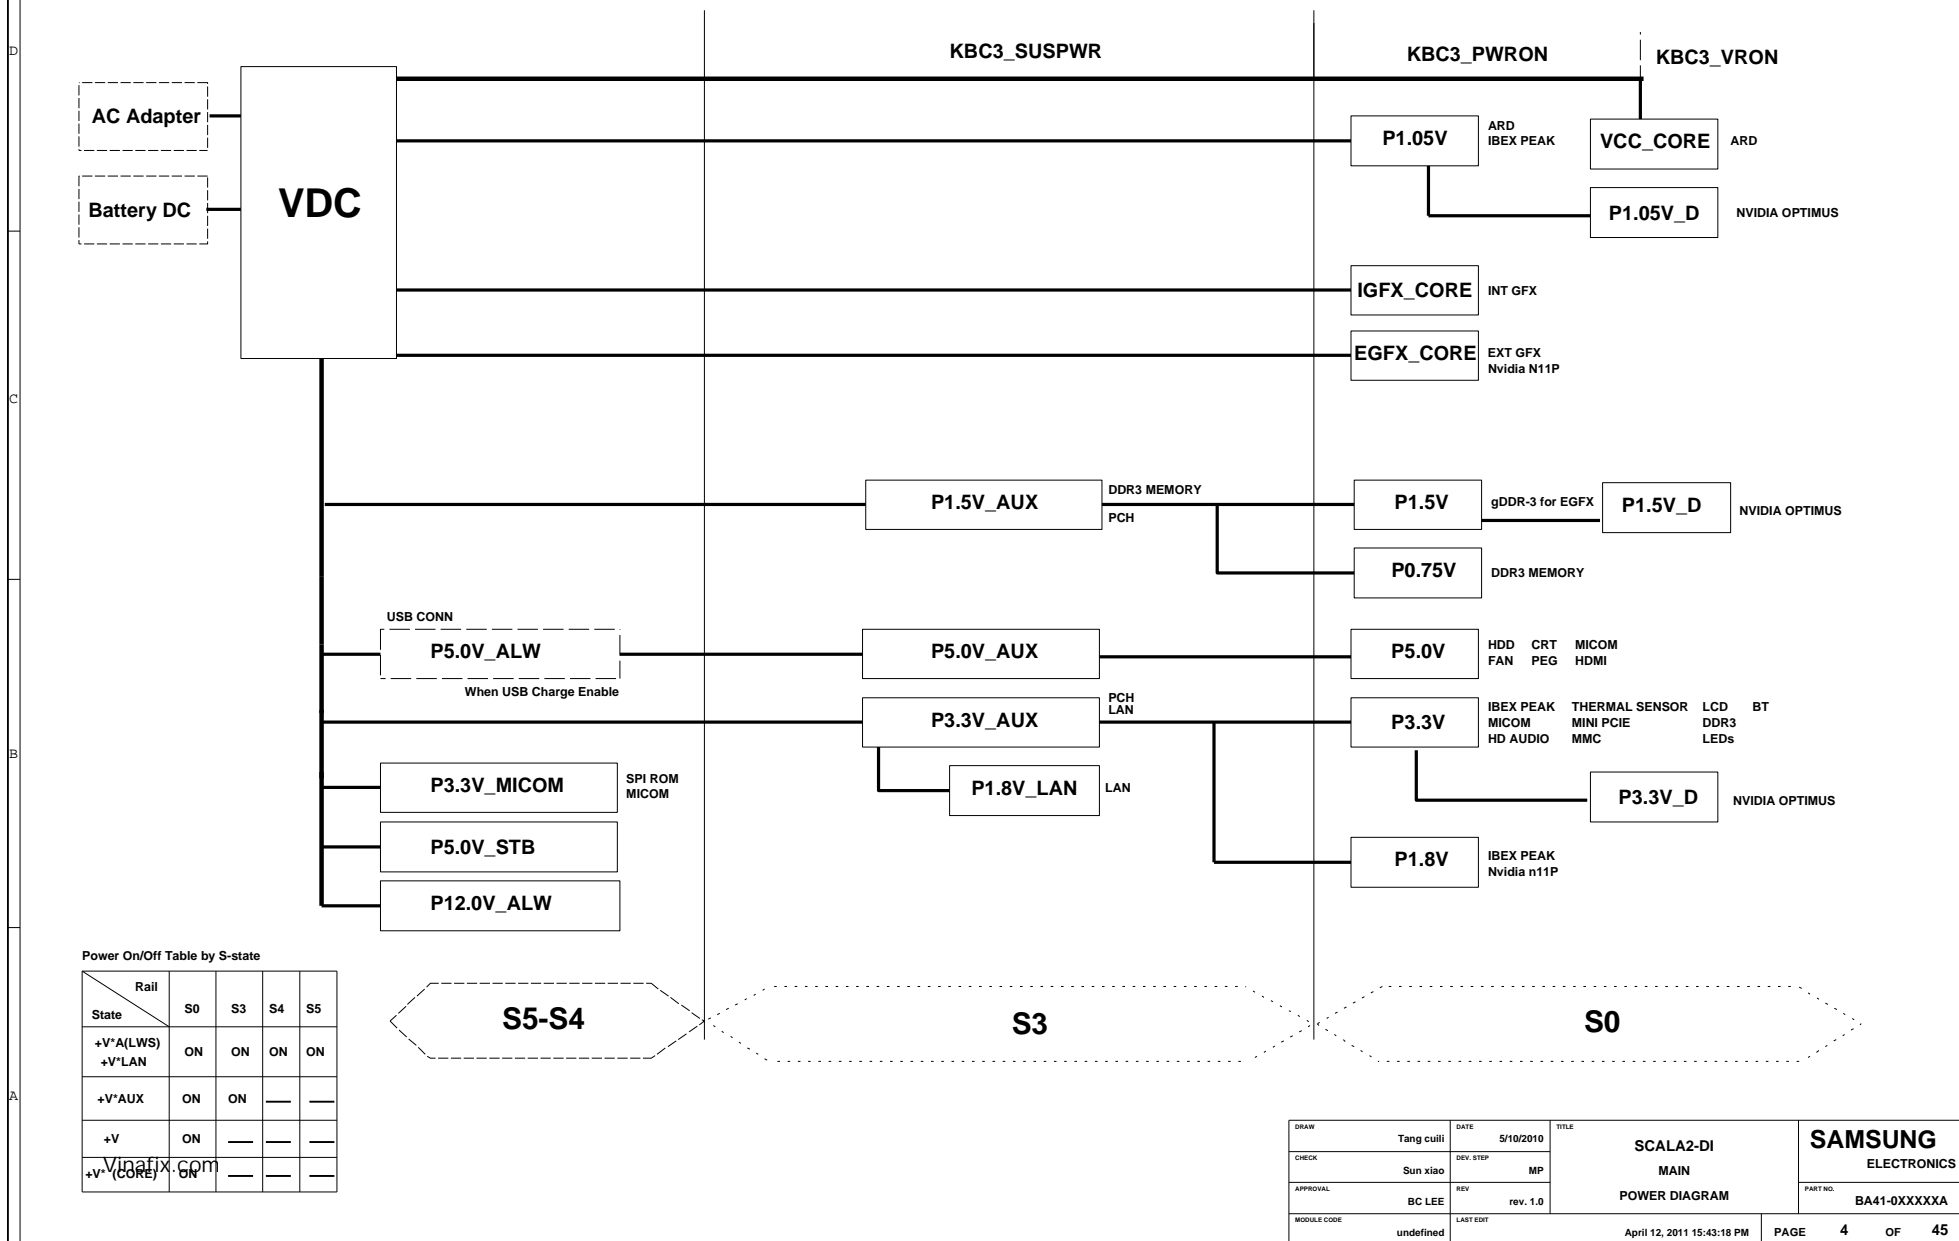 D
KBC3_SUSPWR
KBC3_PWRON
KBC3_VRON
AC Adapter
Battery DC
VDC
P1.05V
ARD
IBEX PEAK
VCC_CORE
ARD
P1.05V_D
NVIDIA OPTIMUS
IGFX_CORE
INT GFX
EGFX_CORE
EXT GFX
Nvidia N11P
C
P1.5V_AUX
DDR3 MEMORY
PCH
P1.5V
gDDR-3 for EGFX
P1.5V_D
NVIDIA OPTIMUS
P0.75V
DDR3 MEMORY
USB CONN
P5.0V_ALW
When USB Charge Enable
P5.0V_AUX
P5.0V
HDD CRT MICOM
FAN PEG HDMI
P3.3V_AUX
PCH
LAN
P3.3V
IBEX PEAK THERMAL SENSOR LCD BT
MICOM MINI PCIE DDR3
HD AUDIO MMC LEDs
B
P3.3V_MICOM
SPI ROM
MICOM
P1.8V_LAN
LAN
P3.3V_D
NVIDIA OPTIMUS
P5.0V_STB
P1.8V
IBEX PEAK
Nvidia n11P
P12.0V_ALW
Power On/Off Table by S-state
Rail
State
S0 S3 S4 S5
+V*A(LWS)
+V*LAN
ON ON ON ON
+V*AUX ON ON
+V ON
+V* (CORE) ON
Vinafix.com
A
S5-S4
S3
S0
DRAW
Tang cuili
DATE
5/10/2010
TITLE
SCALA2-DI
MAIN
POWER DIAGRAM
SAMSUNG
ELECTRONICS
CHECK
Sun xiao
DEV. STEP
MP
APPROVAL
BC LEE
REV
rev. 1.0
PART NO.
BA41-0XXXXXA
MODULE CODE
undefined
LAST EDIT
April 12, 2011 15:43:18 PM
PAGE 4 OF 45